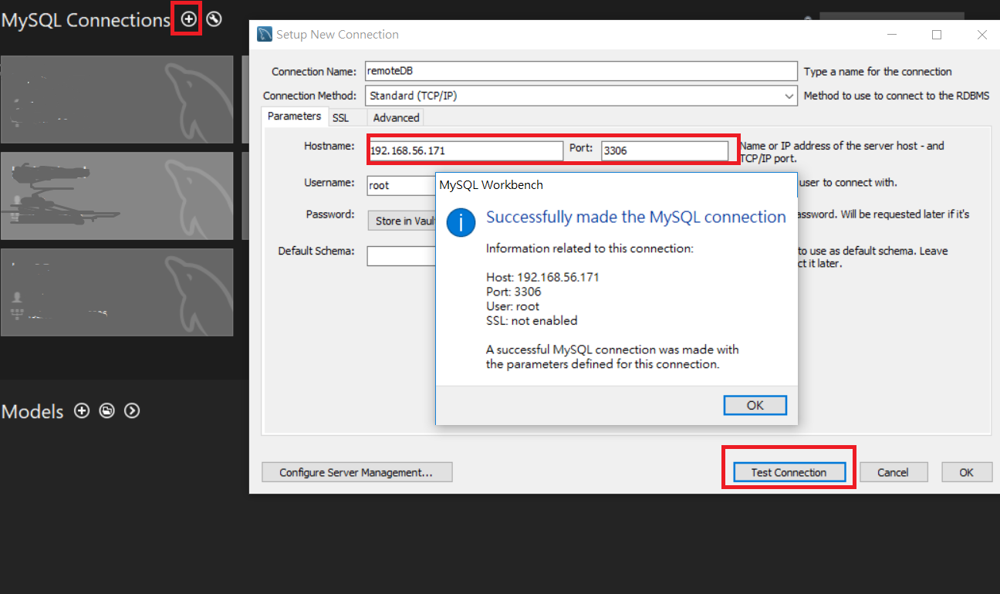 MySQL Connections
Setup New Connection
Connection Name: remoteDB Type a name for the connection
Connection Method: Standard (TCP/IP) Method to use to connect to the RDBMS
Parameters SSL Advanced
Hostname: 192.168.56.171 Port: 3306 Name or IP address of the server host - and
TCP/IP port.
Username: root user to connect with.
Password: Store in Vaul assword. Will be requested later if it's
Default Schema: to use as default schema. Leave
ct it later.
MySQL Workbench
Successfully made the MySQL connection
Information related to this connection:
Host: 192.168.56.171
Port: 3306
User: root
SSL: not enabled
A successful MySQL connection was made with
the parameters defined for this connection.
OK
Models
Configure Server Management... Test Connection Cancel OK